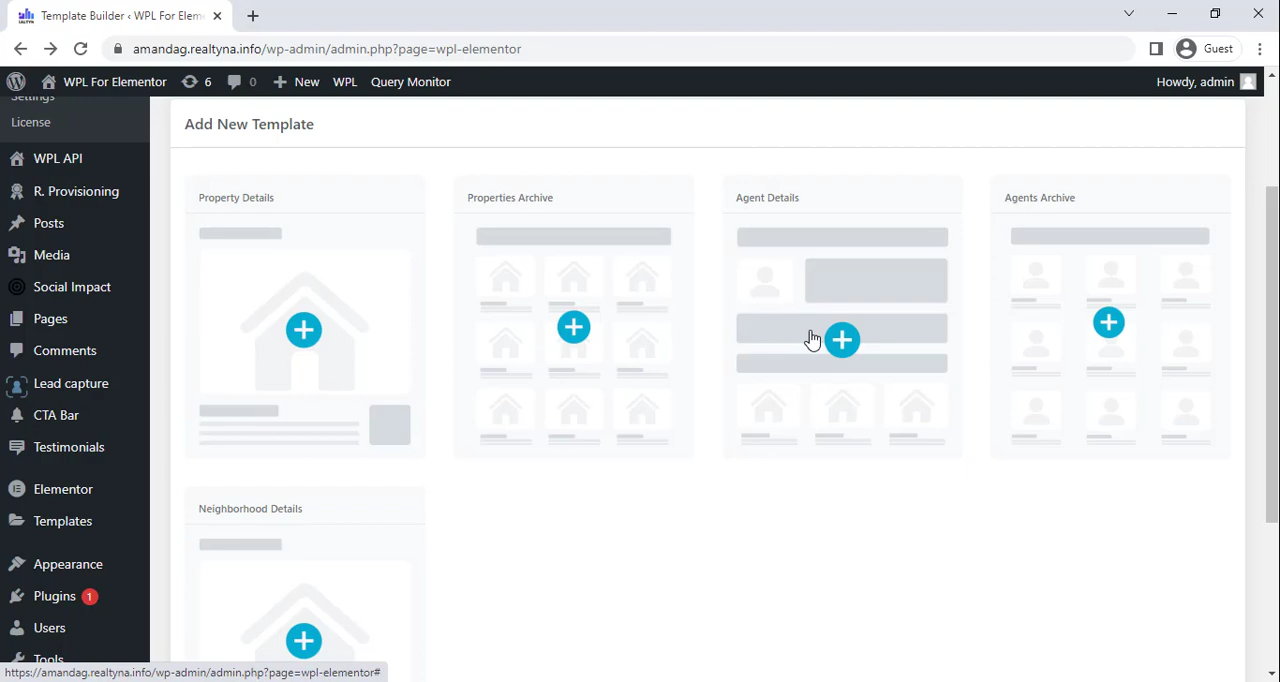 Template Builder ‹ WPL For Elem
amandag.realtyna.info/wp-admin/admin.php?page=wpl-elementor
Guest
WPL For Elementor
6
0
New
WPL
Query Monitor
Howdy, admin
Settings
License
WPL API
R. Provisioning
Posts
Media
Social Impact
Pages
Comments
Lead capture
CTA Bar
Testimonials
Elementor
Templates
Appearance
Plugins 1
Users
Tools
Add New Template
Property Details
Properties Archive
Agent Details
Agents Archive
Neighborhood Details
https://amandag.realtyna.info/wp-admin/admin.php?page=wpl-elementor#